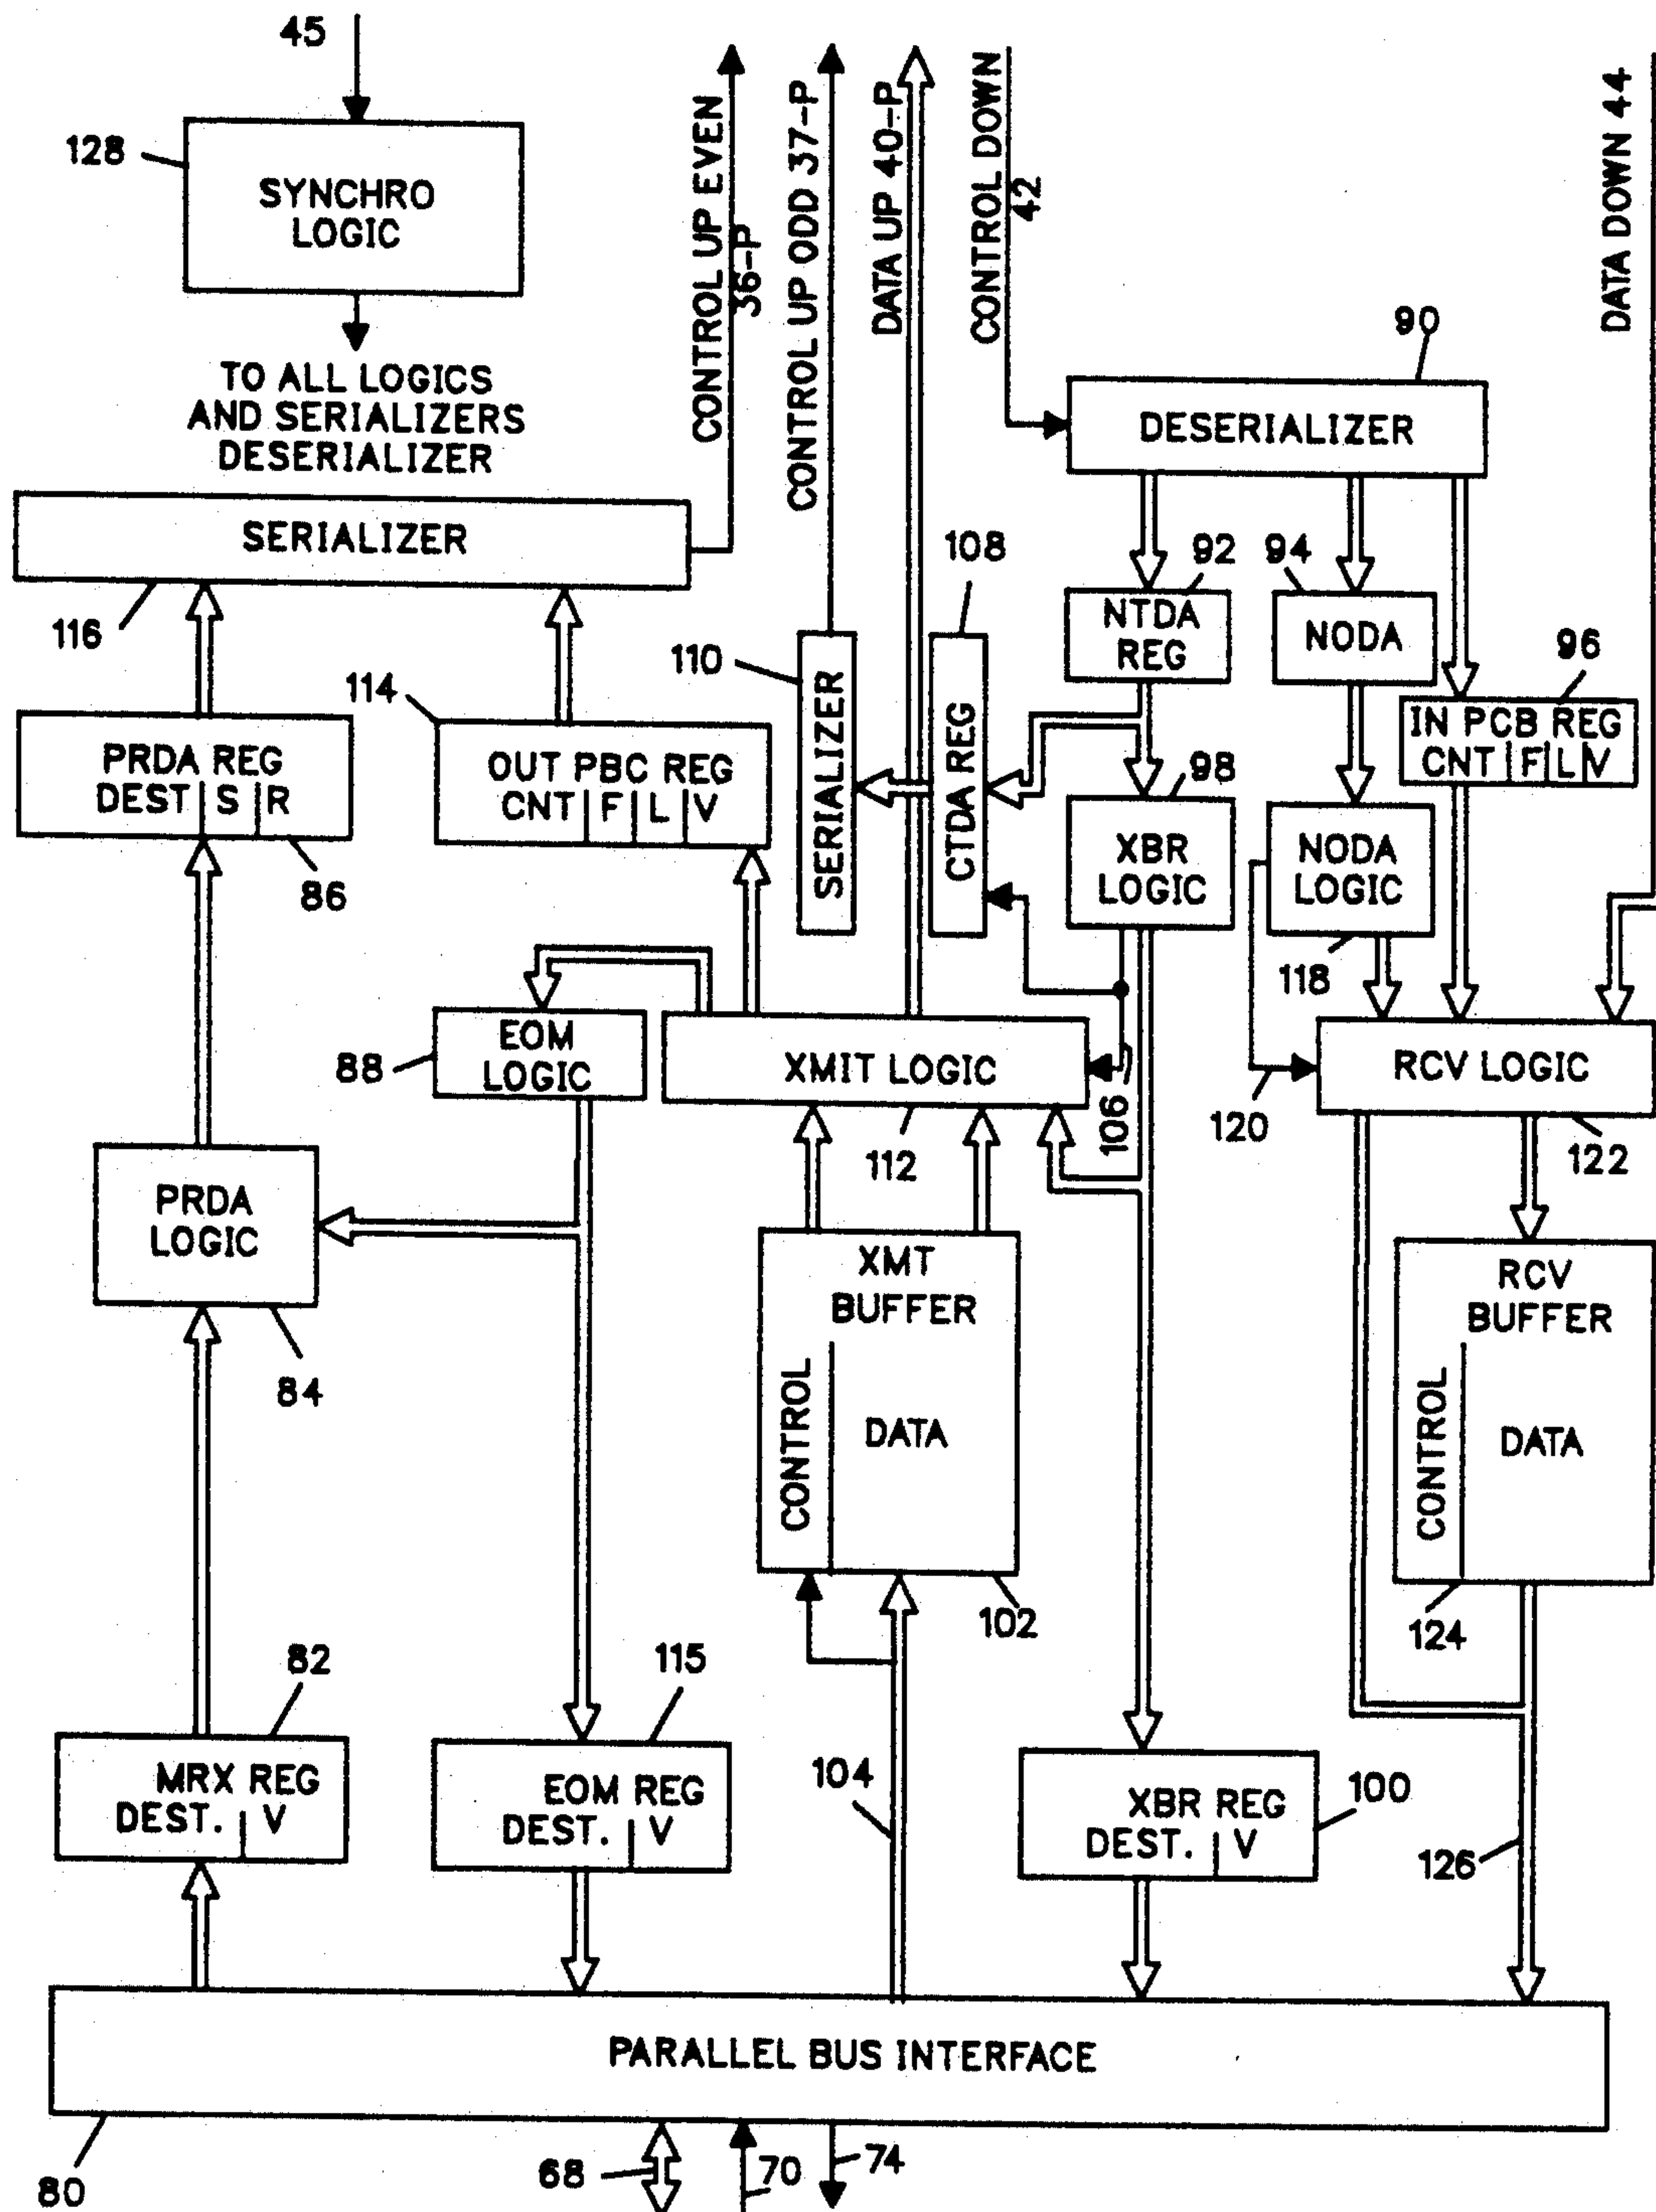 45
128
SYNCHRO
LOGIC
TO ALL LOGICS
AND SERIALIZERS
DESERIALIZER
CONTROL UP EVEN
36-P
CONTROL UP ODD 37-P
DATA UP 40-P
CONTROL DOWN
42
DATA DOWN 44
90
DESERIALIZER
SERIALIZER
116
108
92
NTDA
REG
94
NODA
96
IN PCB REG
CNT F L V
110
SERIALIZER
CTDA REG
114
PRDA REG
DEST S R
86
OUT PBC REG
CNT F L V
98
XBR
LOGIC
NODA
LOGIC
118
88
EOM
LOGIC
XMIT LOGIC
112
106
120
RCV LOGIC
122
PRDA
LOGIC
84
XMT
BUFFER
CONTROL
DATA
102
RCV
BUFFER
CONTROL
DATA
124
82
MRX REG
DEST. V
115
EOM REG
DEST. V
104
XBR REG
DEST. V
100
126
PARALLEL BUS INTERFACE
80
68
70
74